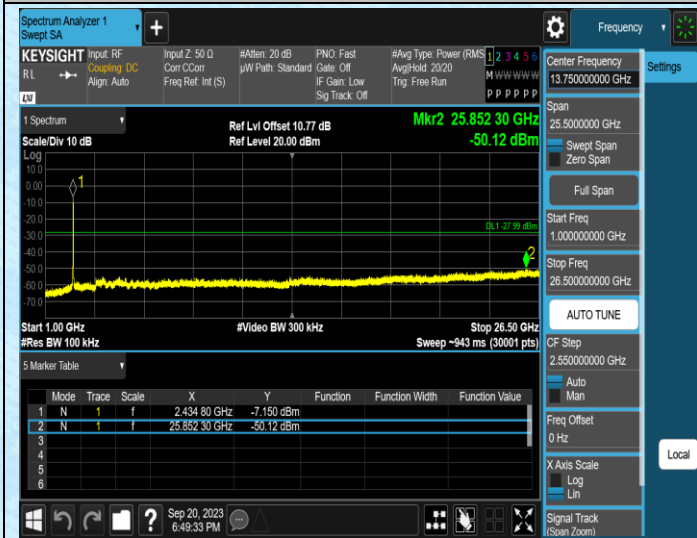 Spectrum Analyzer 1
Swept SA
+
Frequency
KEYSIGHT
RL
LXI
Input: RF
Coupling: DC
Align: Auto
Input Z: 50 Ω
Corr CCorr
Freq Ref: Int (S)
#Atten: 20 dB
µW Path: Standard
PNO: Fast
Gate: Off
IF Gain: Low
Sig Track: Off
#Avg Type: Power (RMS
Avg|Hold: 20/20
Trig: Free Run
1 2 3 4 5 6
M W W W W W
P P P P P P
1 Spectrum
Scale/Div 10 dB
Ref Lvl Offset 10.77 dB
Ref Level 20.00 dBm
Mkr2 25.852 30 GHz
-50.12 dBm
Log
10.0
0.00
-10.0
-20.0
-30.0
-40.0
-50.0
-60.0
-70.0
1
DL1 -27.99 dBm
2
Start 1.00 GHz
#Res BW 100 kHz
#Video BW 300 kHz
Stop 26.50 GHz
Sweep ~943 ms (30001 pts)
5 Marker Table
Mode Trace Scale X Y Function Function Width Function Value
1 N 1 f 2.434 80 GHz -7.150 dBm
2 N 1 f 25.852 30 GHz -50.12 dBm
3
4
5
6
Sep 20, 2023
6:49:33 PM
?
Center Frequency
13.750000000 GHz
Span
25.5000000 GHz
Swept Span
Zero Span
Full Span
Start Freq
1.000000000 GHz
Stop Freq
26.500000000 GHz
AUTO TUNE
CF Step
2.550000000 GHz
Auto
Man
Freq Offset
0 Hz
X Axis Scale
Log
Lin
Signal Track
(Span Zoom)
Settings
Local